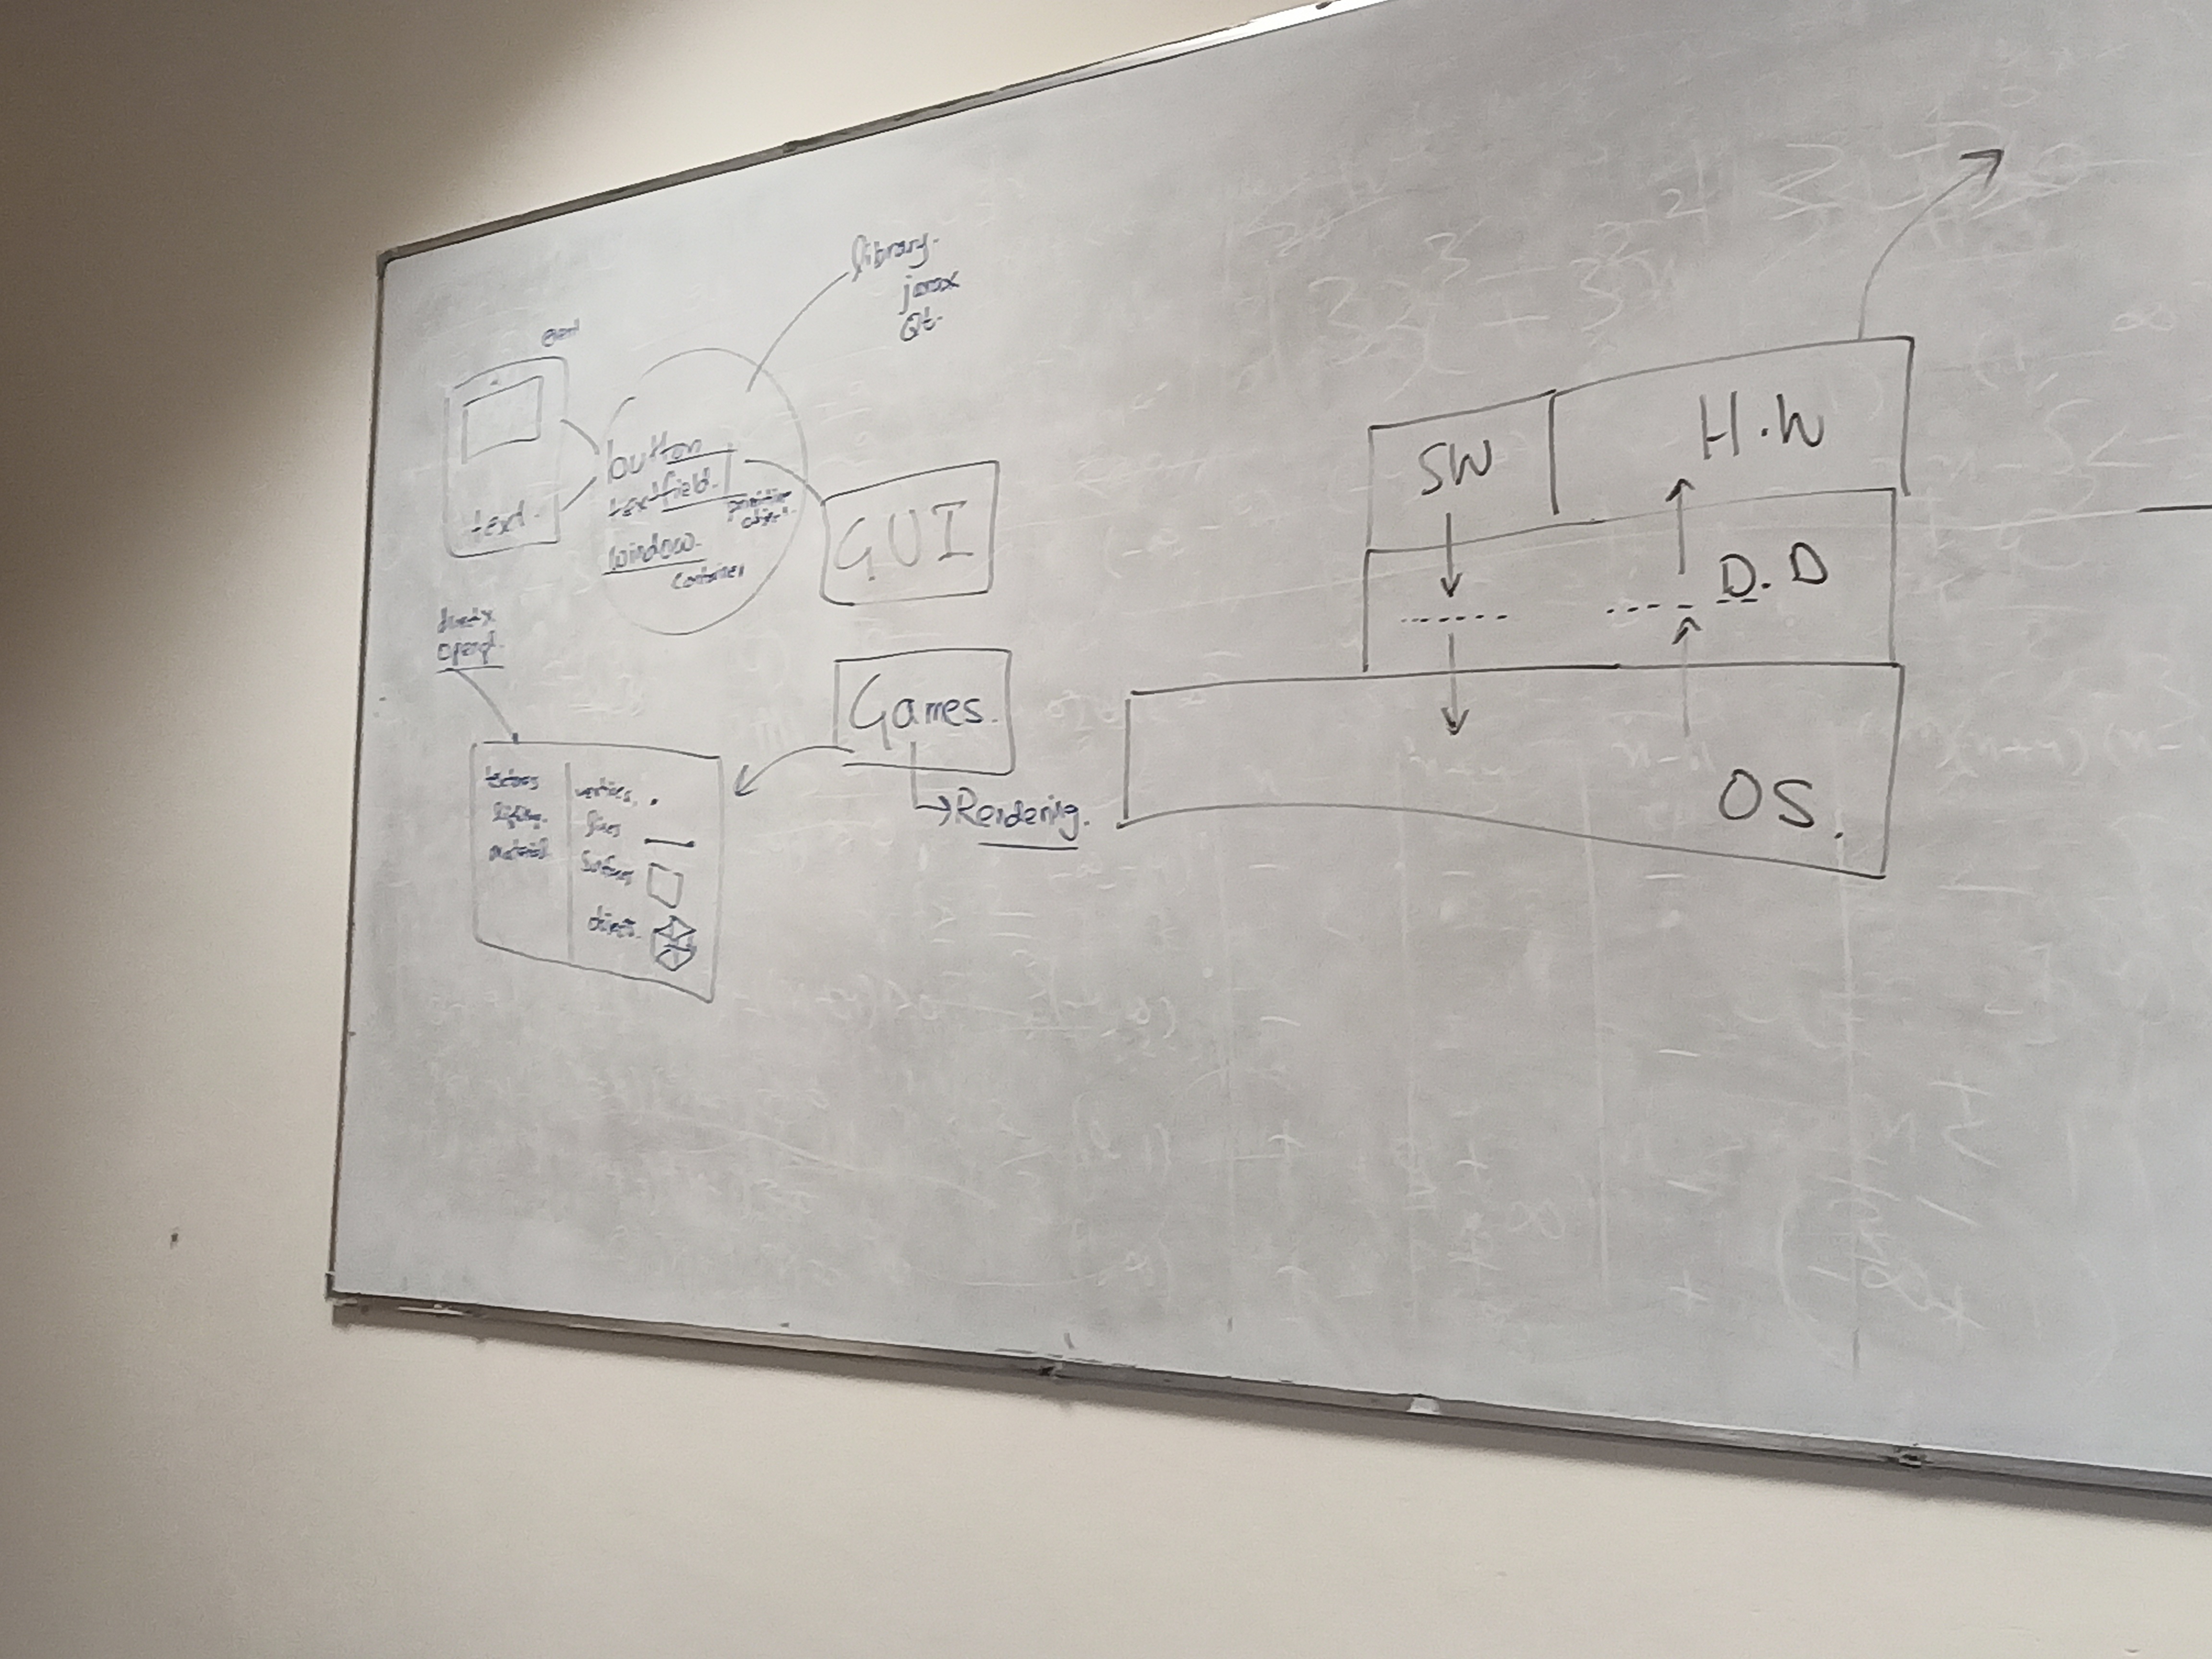 library.
javax
Qt.
button
textfield.
primitive
object.
window.
container
text.
GUI
directx
opengl.
Games.
Rendering.
textures
lighting.
material.
vertices.
lines
Surfaces
objects.
SW
H.W
D.D
OS.